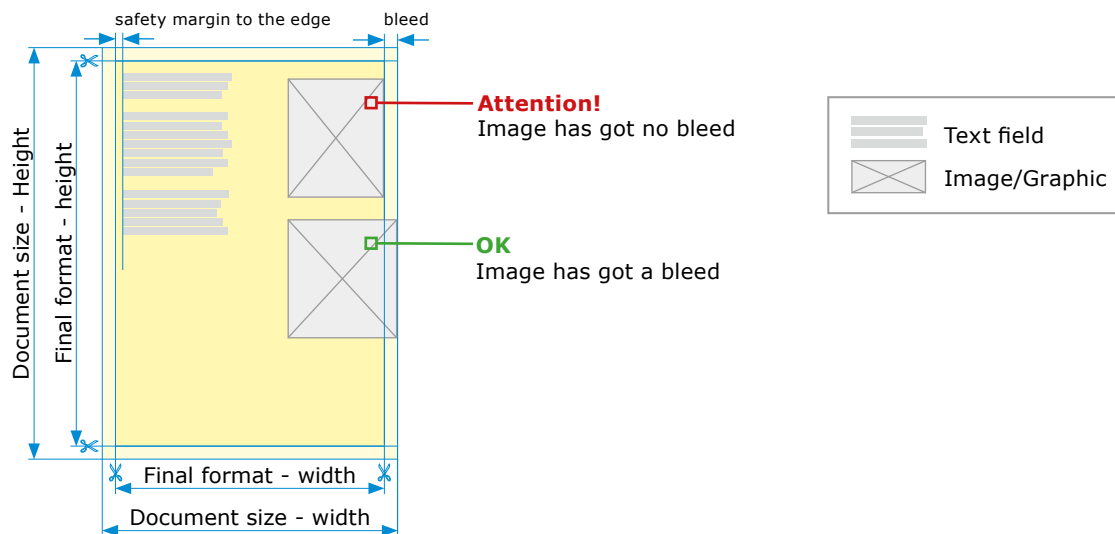 safety margin to the edge
bleed
Attention!
Image has got no bleed
OK
Image has got a bleed
Text field
Image/Graphic
Document size - Height
Final format - height
Final format - width
Document size - width